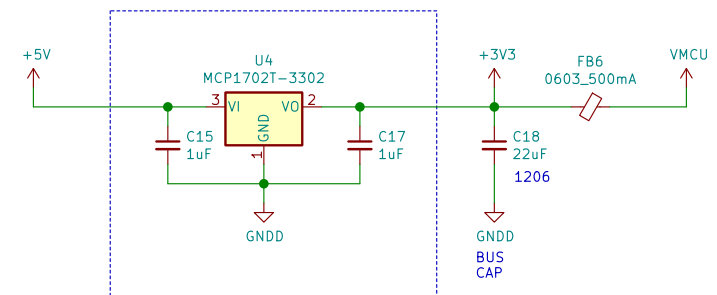 +5V
U4
MCP1702T-3302
3
VI
VO
2
GND
1
C15
1uF
C17
1uF
GNDD
+3V3
C18
22uF
1206
GNDD
BUS
CAP
FB6
0603_500mA
VMCU